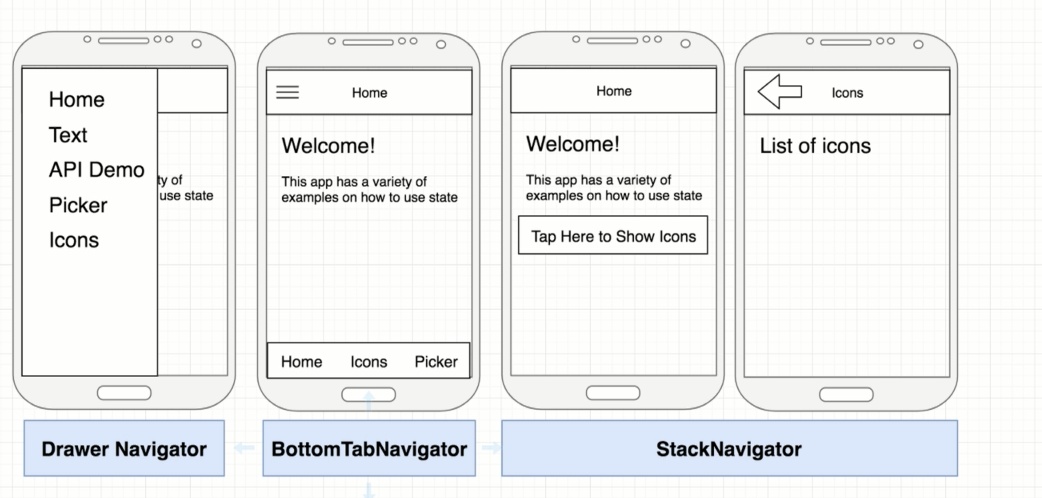 Home
Text
API Demo
Picker
Icons
ty of
use state
Drawer Navigator
Home
Welcome!
This app has a variety of
examples on how to use state
Home Icons Picker
BottomTabNavigator
Home
Welcome!
This app has a variety of
examples on how to use state
Tap Here to Show Icons
Icons
List of icons
StackNavigator